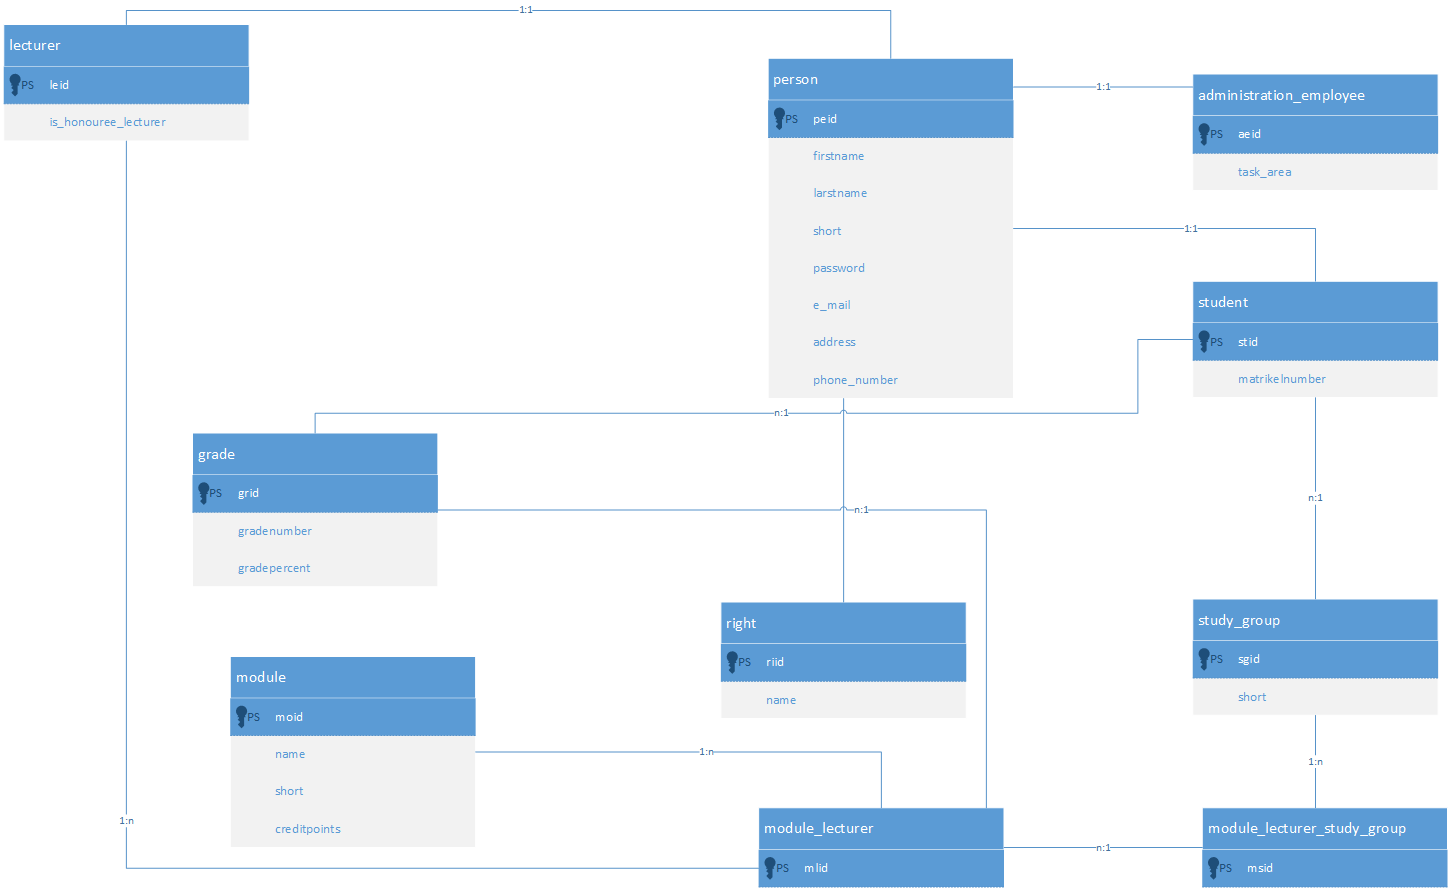 1:1
lecturer
PS leid
is_honouree_lecturer
person
PS peid
firstname
larstname
short
password
e_mail
address
phone_number
1:1
administration_employee
PS aeid
task_area
1:1
student
PS stid
matrikelnumber
n:1
grade
PS grid
gradenumber
gradepercent
n:1
n:1
right
PS riid
name
study_group
PS sgid
short
module
PS moid
name
short
creditpoints
1:n
1:n
1:n
module_lecturer
PS mlid
n:1
module_lecturer_study_group
PS msid